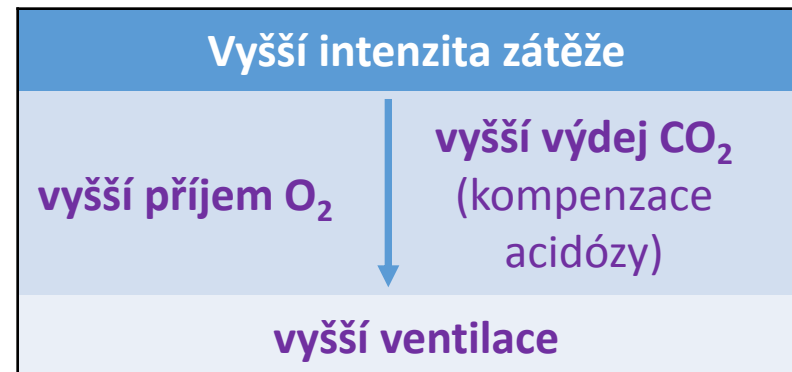 Vyšší intenzita zátěže
vyšší příjem O₂
vyšší výdej CO₂
(kompenzace
acidózy)
vyšší ventilace